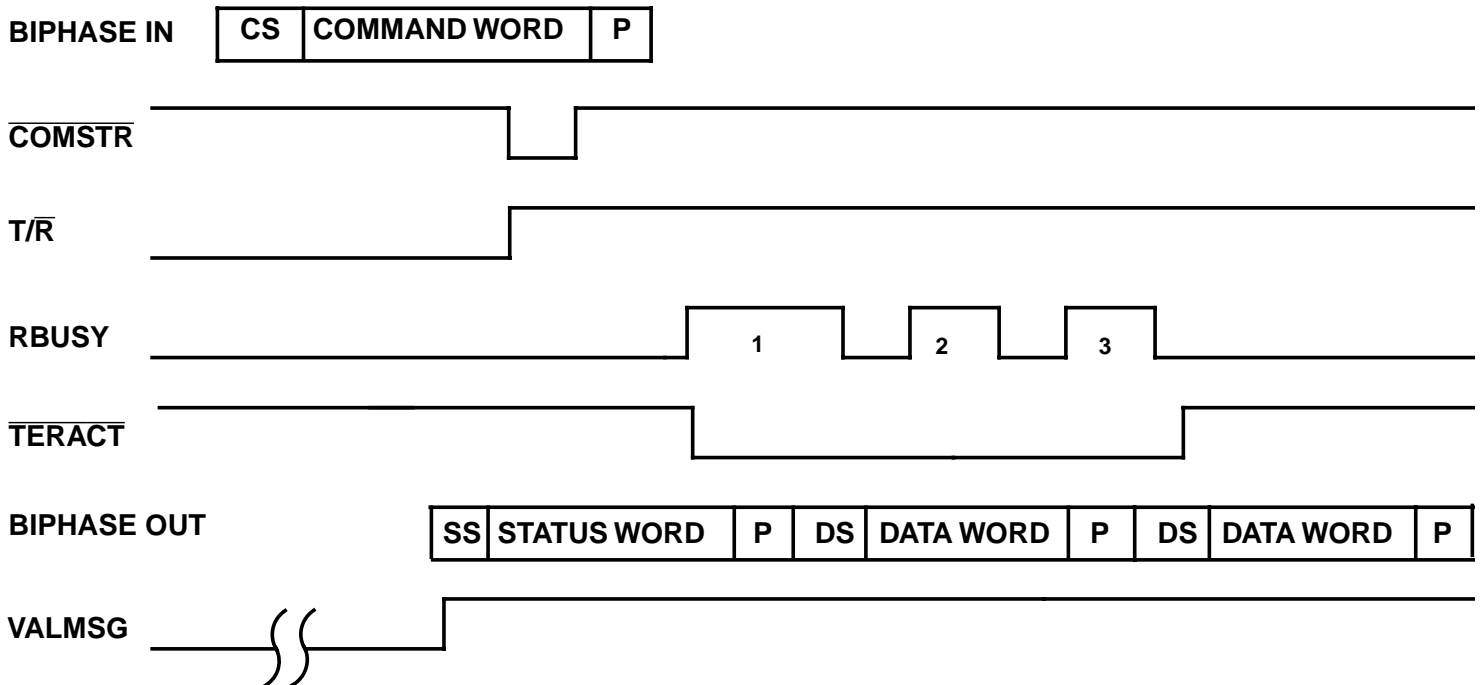 BIPHASE IN CS COMMAND WORD P
COMSTR
T/R
RBUSY 1 2 3
TERACT
BIPHASE OUT SS STATUS WORD P DS DATA WORD P DS DATA WORD P
VALMSG